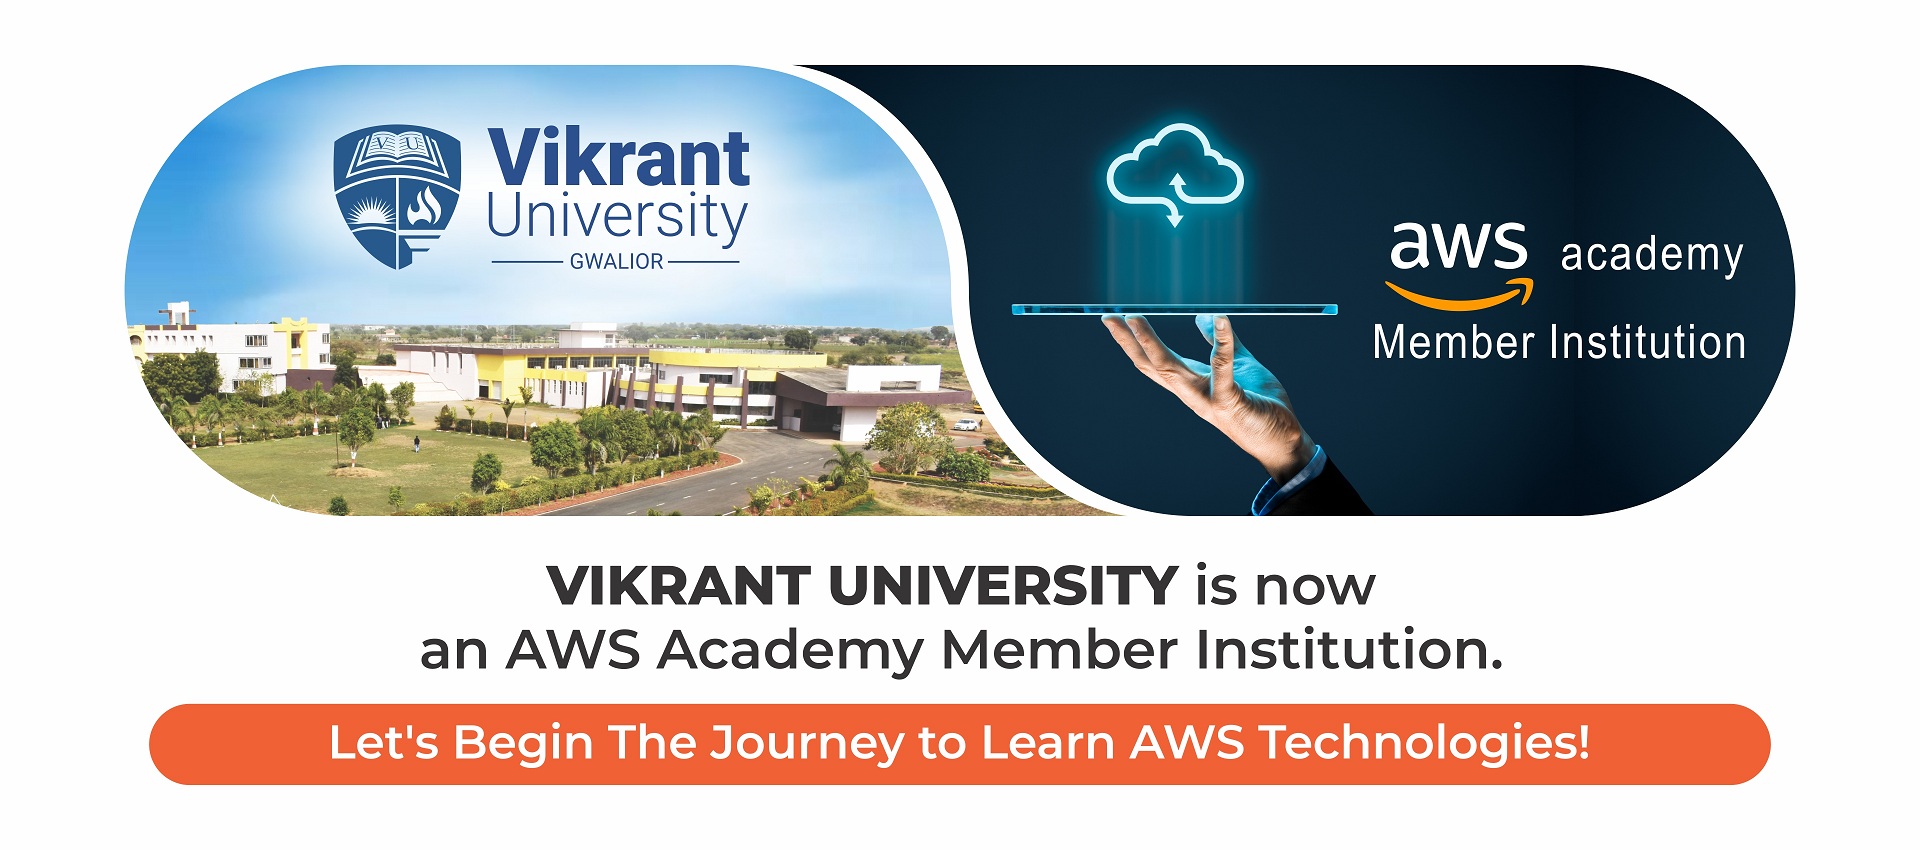 V U
Vikrant
University
GWALIOR
aws academy
Member Institution
VIKRANT UNIVERSITY is now
an AWS Academy Member Institution.
Let's Begin The Journey to Learn AWS Technologies!